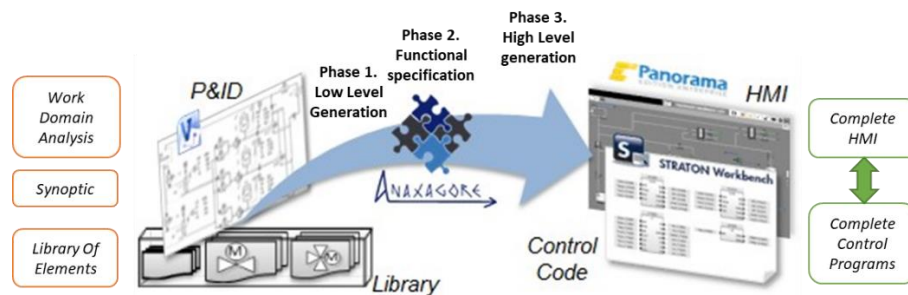 Work
Domain
Analysis
Synoptic
Library Of
Elements
P&ID
V
M
M
Library
Phase 1.
Low Level
Generation
Phase 2.
Functional
specification
ANAXAGORE
Phase 3.
High Level
generation
Panorama
HMI
S
STRATON Workbench
Control
Code
Complete
HMI
Complete
Control
Programs